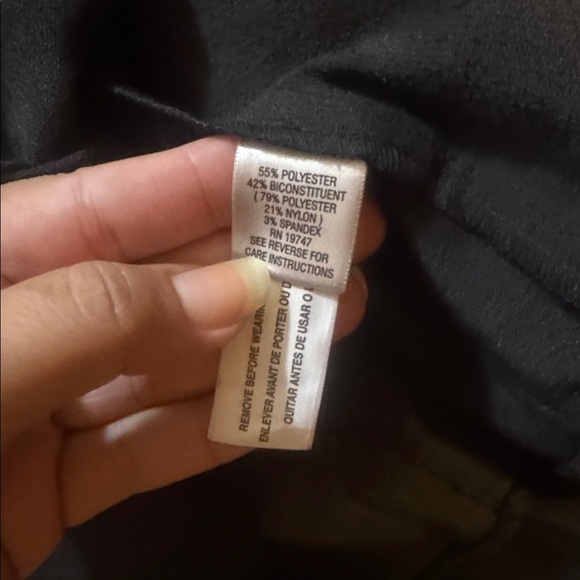 55% POLYESTER
42% BICONSTITUENT
( 79% POLYESTER
21% NYLON )
3% SPANDEX
RN 19747
SEE REVERSE FOR
CARE INSTRUCTIONS
REMOVE BEFORE
ENLEVER AVANT DE PORTER OU
QUITAR ANTES DE USAR O